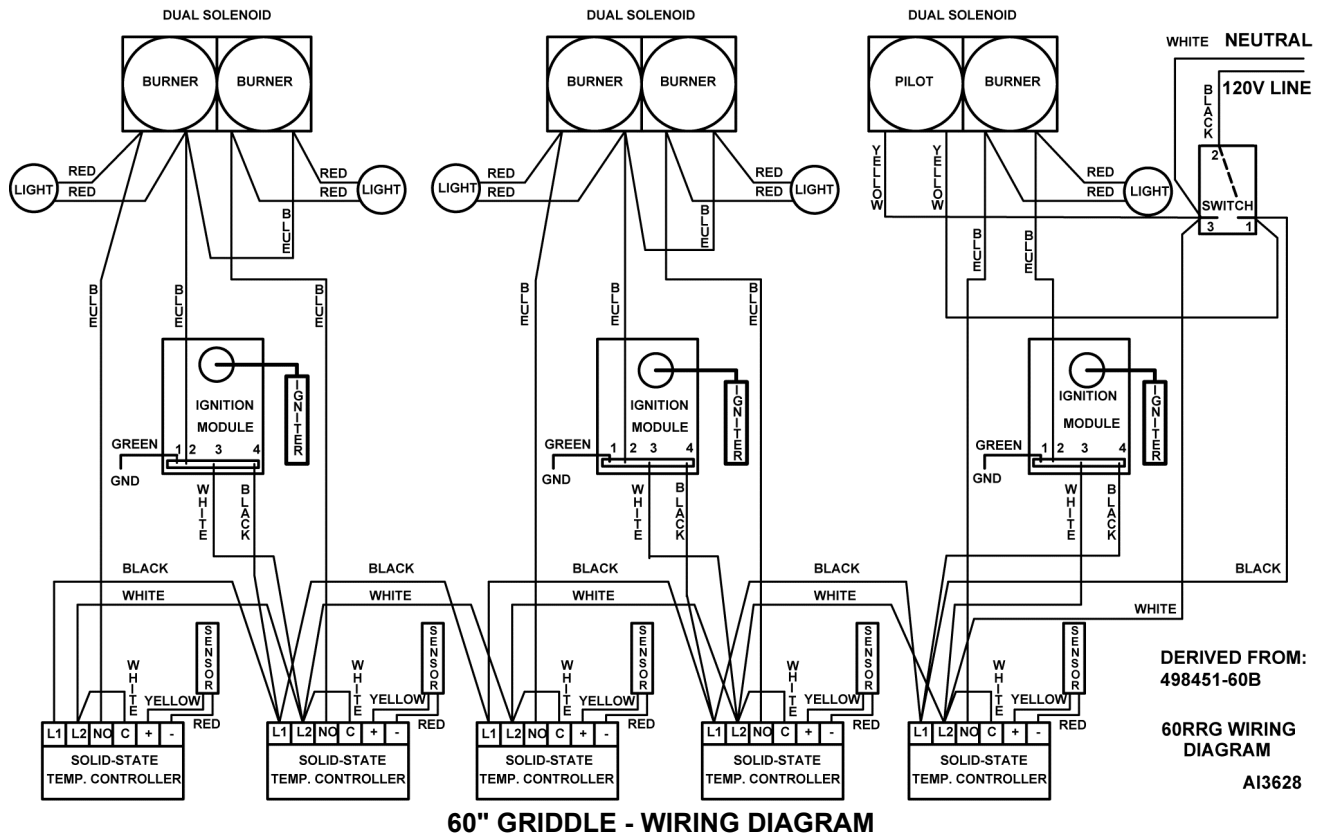 DUAL SOLENOID
DUAL SOLENOID
DUAL SOLENOID
WHITE NEUTRAL
120V LINE
BLACK
BURNER
BURNER
BURNER
BURNER
PILOT
BURNER
2
SWITCH
3 1
LIGHT
RED
RED
RED
RED
LIGHT
LIGHT
RED
RED
RED
RED
LIGHT
YELLOW
YELLOW
RED
RED
LIGHT
BLUE
BLUE
BLUE
BLUE
BLUE
BLUE
BLUE
BLUE
BLUE
BLUE
IGNITION
MODULE
1 2 3 4
IGNITER
GREEN
GND
WHITE
BLACK
IGNITION
MODULE
1 2 3 4
IGNITER
GREEN
GND
WHITE
BLACK
IGNITION
MODULE
1 2 3 4
IGNITER
GREEN
GND
WHITE
BLACK
BLACK
BLACK
BLACK
BLACK
BLACK
WHITE
WHITE
WHITE
WHITE
WHITE
SENSOR
WHITE
YELLOW
RED
L1 L2 NO C + -
SOLID-STATE
TEMP. CONTROLLER
SENSOR
WHITE
YELLOW
RED
L1 L2 NO C + -
SOLID-STATE
TEMP. CONTROLLER
SENSOR
WHITE
YELLOW
RED
L1 L2 NO C + -
SOLID-STATE
TEMP. CONTROLLER
SENSOR
WHITE
YELLOW
RED
L1 L2 NO C + -
SOLID-STATE
TEMP. CONTROLLER
SENSOR
WHITE
YELLOW
RED
L1 L2 NO C + -
SOLID-STATE
TEMP. CONTROLLER
DERIVED FROM:
498451-60B
60RRG WIRING
DIAGRAM
AI3628
60" GRIDDLE - WIRING DIAGRAM